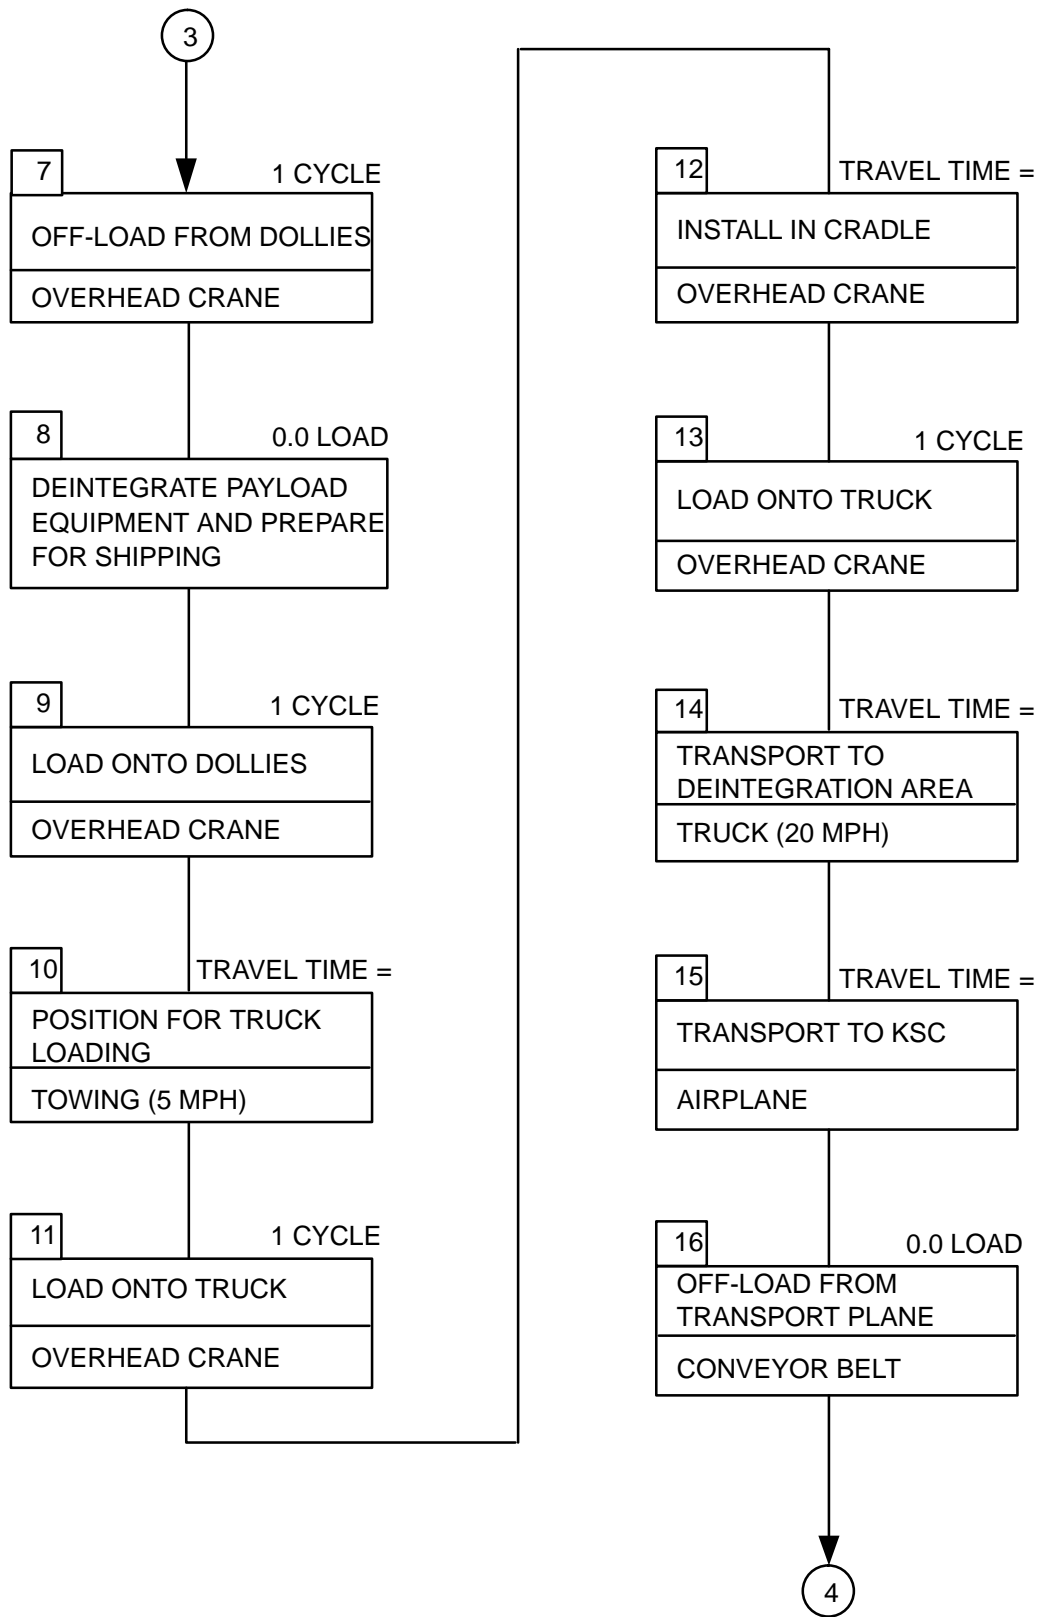 3
7
1 CYCLE
OFF-LOAD FROM DOLLIES
OVERHEAD CRANE
8
0.0 LOAD
DEINTEGRATE PAYLOAD
EQUIPMENT AND PREPARE
FOR SHIPPING
9
1 CYCLE
LOAD ONTO DOLLIES
OVERHEAD CRANE
10
TRAVEL TIME =
POSITION FOR TRUCK
LOADING
TOWING (5 MPH)
11
1 CYCLE
LOAD ONTO TRUCK
OVERHEAD CRANE
12
TRAVEL TIME =
INSTALL IN CRADLE
OVERHEAD CRANE
13
1 CYCLE
LOAD ONTO TRUCK
OVERHEAD CRANE
14
TRAVEL TIME =
TRANSPORT TO
DEINTEGRATION AREA
TRUCK (20 MPH)
15
TRAVEL TIME =
TRANSPORT TO KSC
AIRPLANE
16
0.0 LOAD
OFF-LOAD FROM
TRANSPORT PLANE
CONVEYOR BELT
4